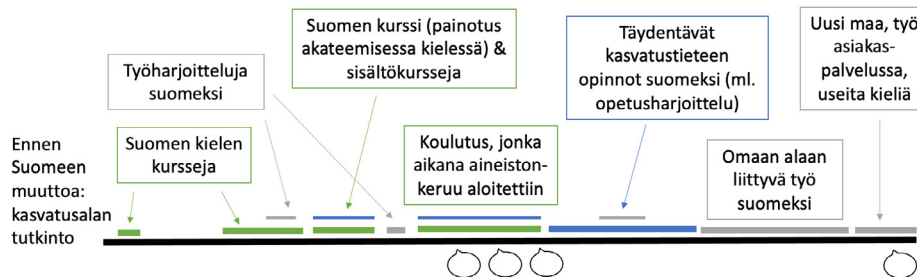 Suomen kurssi (painotus
akateemisessa kielessä) &
sisältökursseja
Täydentävät
kasvatustieteen
opinnot suomeksi (ml.
opetusharjoittelu)
Uusi maa, työ
asiakas-
palvelussa,
useita kieliä
Työharjoitteluja
suomeksi
Ennen
Suomeen
muuttoa:
kasvatusalan
tutkinto
Suomen kielen
kursseja
Koulutus, jonka
aikana aineiston-
keruu aloitettiin
Omaan alaan
liittyvä työ
suomeksi